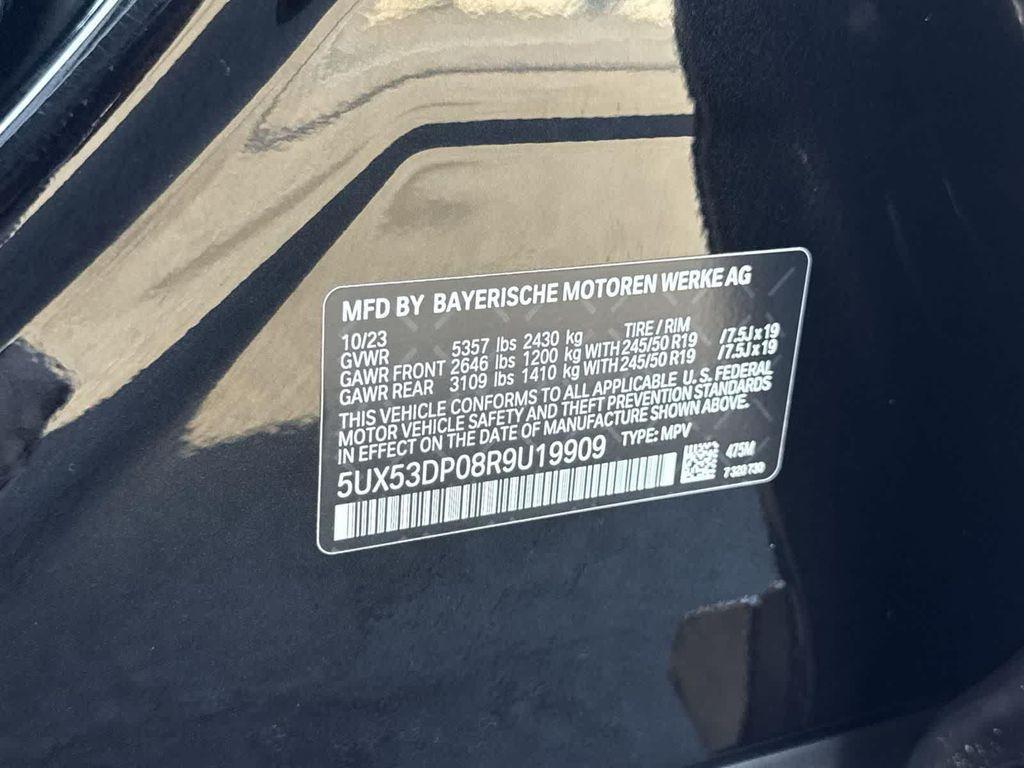 MFD BY BAYERISCHE MOTOREN WERKE AG
10/23 TIRE / RIM
GVWR 5357 lbs 2430 kg
GAWR FRONT 2646 lbs 1200 kg WITH 245/50 R19 /7.5J x 19
GAWR REAR 3109 lbs 1410 kg WITH 245/50 R19 /7.5J x 19
THIS VEHICLE CONFORMS TO ALL APPLICABLE U.S. FEDERAL
MOTOR VEHICLE SAFETY AND THEFT PREVENTION STANDARDS
IN EFFECT ON THE DATE OF MANUFACTURE SHOWN ABOVE.
5UX53DP08R9U19909 TYPE: MPV 475M
7 320 730